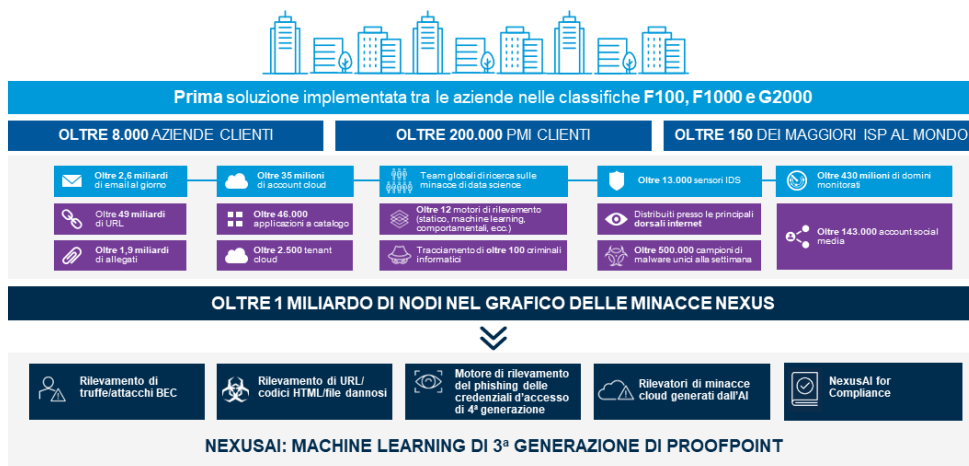 Prima soluzione implementata tra le aziende nelle classifiche F100, F1000 e G2000
OLTRE 8.000 AZIENDE CLIENTI
OLTRE 200.000 PMI CLIENTI
OLTRE 150 DEI MAGGIORI ISP AL MONDO
Oltre 2,6 miliardi
di email al giorno
Oltre 35 milioni
di account cloud
Team globali di ricerca sulle
minacce di data science
Oltre 13.000 sensori IDS
Oltre 430 milioni di domini
monitorati
Oltre 49 miliardi
di URL
Oltre 46.000
applicazioni a catalogo
Oltre 12 motori di rilevamento
(statico, machine learning,
comportamentali, ecc.)
Distribuiti presso le principali
dorsali internet
Oltre 143.000 account social
media
Oltre 1,9 miliardi
di allegati
Oltre 2.500 tenant
cloud
Tracciamento di oltre 100 criminali
informatici
Oltre 500.000 campioni di
malware unici alla settimana
OLTRE 1 MILIARDO DI NODI NEL GRAFICO DELLE MINACCE NEXUS
Rilevamento di
truffe/attacchi BEC
Rilevamento di URL/
codici HTML/file dannosi
Motore di rilevamento
del phishing delle
credenziali d'accesso
di 4ª generazione
Rilevatori di minacce
cloud generati dall'AI
NexusAI for
Compliance
NEXUSAI: MACHINE LEARNING DI 3ª GENERAZIONE DI PROOFPOINT